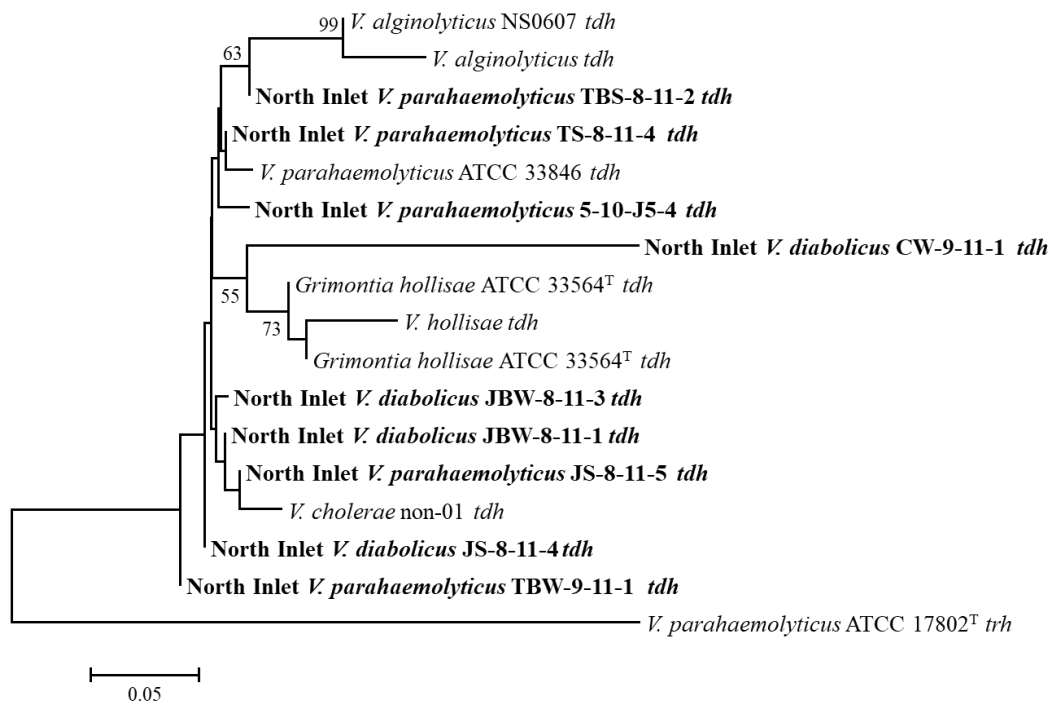 99
V. alginolyticus NS0607 tdh
63
V. alginolyticus tdh
North Inlet V. parahaemolyticus TBS-8-11-2 tdh
North Inlet V. parahaemolyticus TS-8-11-4 tdh
V. parahaemolyticus ATCC 33846 tdh
North Inlet V. parahaemolyticus 5-10-J5-4 tdh
North Inlet V. diabolicus CW-9-11-1 tdh
Grimontia hollisae ATCC 33564ᵀ tdh
55
73
V. hollisae tdh
Grimontia hollisae ATCC 33564ᵀ tdh
North Inlet V. diabolicus JBW-8-11-3 tdh
North Inlet V. diabolicus JBW-8-11-1 tdh
North Inlet V. parahaemolyticus JS-8-11-5 tdh
V. cholerae non-01 tdh
North Inlet V. diabolicus JS-8-11-4 tdh
North Inlet V. parahaemolyticus TBW-9-11-1 tdh
V. parahaemolyticus ATCC 17802ᵀ trh
0.05